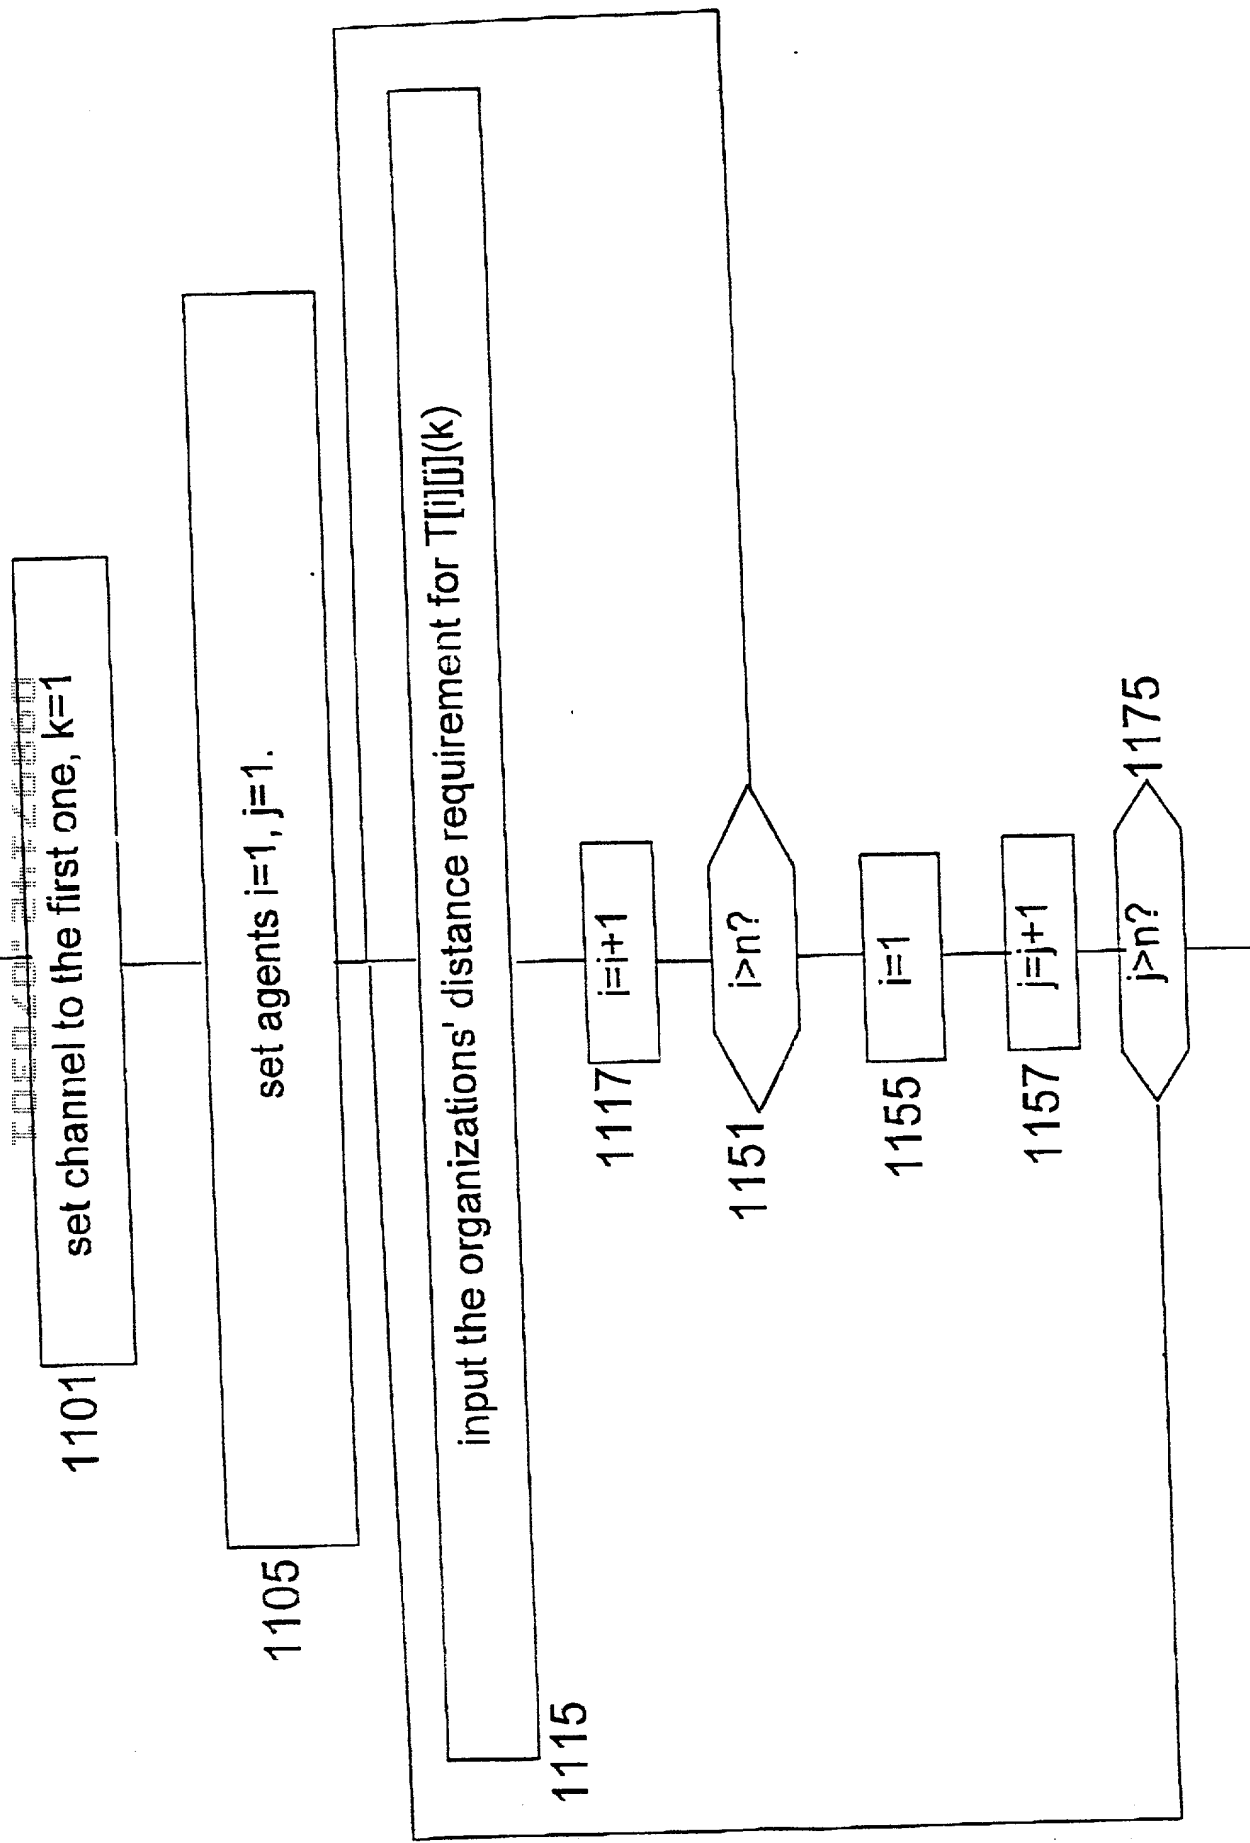 1101
set channel to the first one, k=1
1105
set agents i=1, j=1.
1115
input the organizations' distance requirement for T[i][j](k)
1117
i=i+1
1151
i>n?
1155
i=1
1157
j=j+1
j>n?
1175